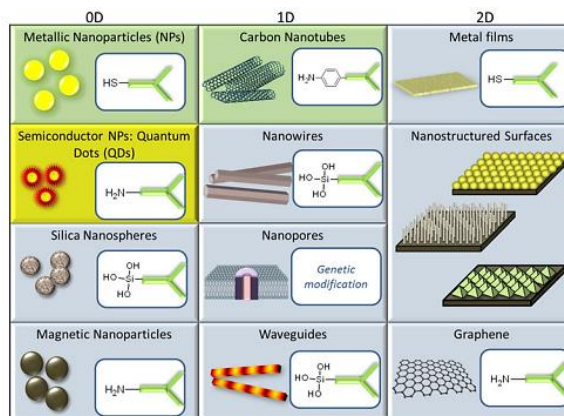 0D
1D
2D
Metallic Nanoparticles (NPs)
HS
Carbon Nanotubes
H₂N
Metal films
HS
Semiconductor NPs: Quantum
Dots (QDs)
H₂N
Nanowires
OH
HO
Si
HO
Nanostructured Surfaces
Silica Nanospheres
OH
HO
Si
HO
Nanopores
Genetic
modification
Magnetic Nanoparticles
H₂N
Waveguides
OH
HO
Si
HO
Graphene
H₂N